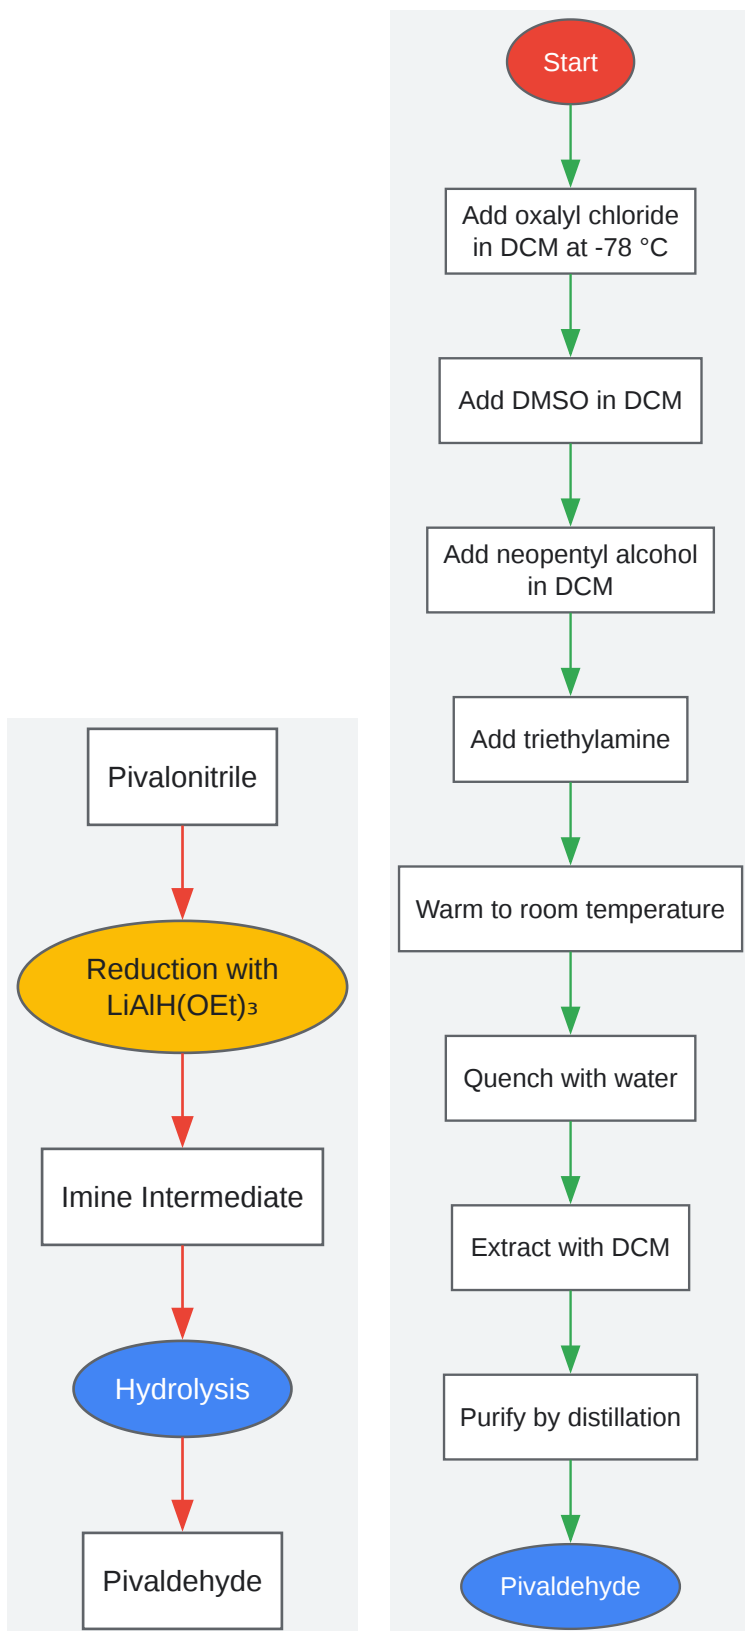 Pivalonitrile
Reduction with
LiAlH(OEt)₃
Imine Intermediate
Hydrolysis
Pivaldehyde
Start
Add oxalyl chloride
in DCM at -78 °C
Add DMSO in DCM
Add neopentyl alcohol
in DCM
Add triethylamine
Warm to room temperature
Quench with water
Extract with DCM
Purify by distillation
Pivaldehyde